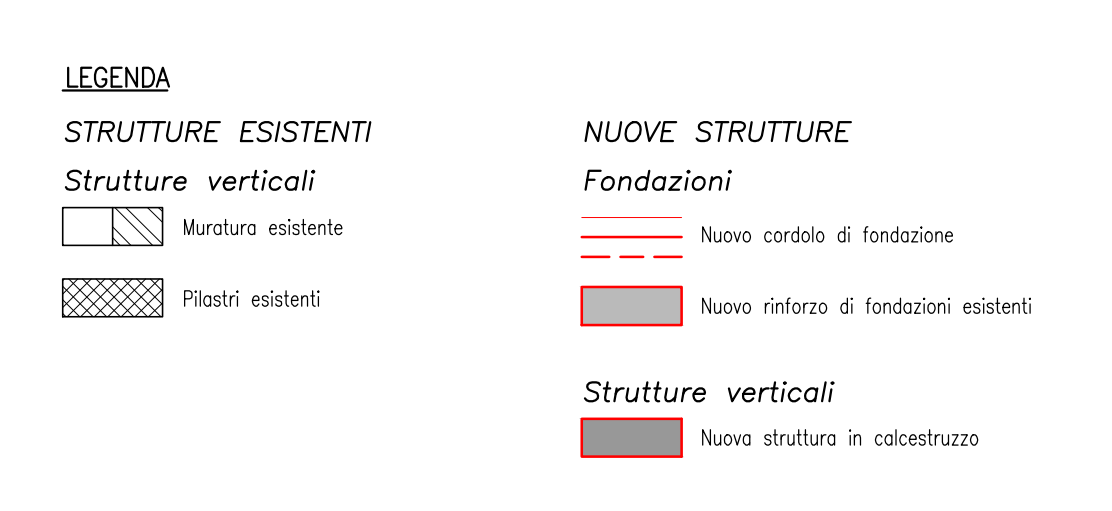 LEGENDA
STRUTTURE ESISTENTI
Strutture verticali
Muratura esistente
Pilastri esistenti
NUOVE STRUTTURE
Fondazioni
Nuovo cordolo di fondazione
Nuovo rinforzo di fondazioni esistenti
Strutture verticali
Nuova struttura in calcestruzzo